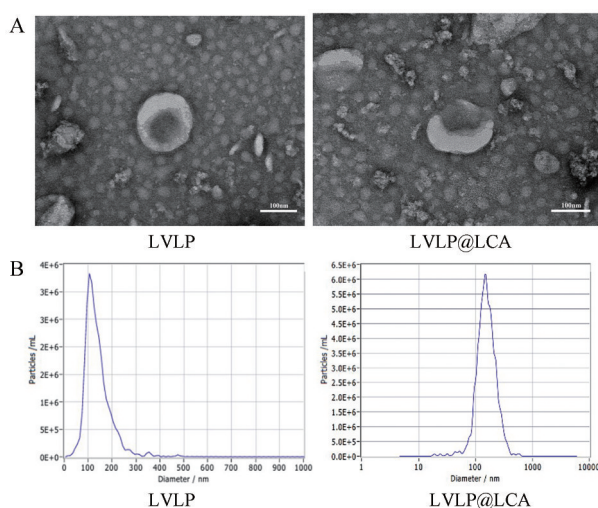 A
100nm
100nm
LVLP
LVLP@LCA
B
4E+6
3E+6
3E+6
2E+6
2E+6
1E+6
5E+5
0E+0
Particles /mL
0
100
200
300
400
500
600
700
800
900
1000
Diameter / nm
LVLP
6.5E+6
6.0E+6
5.5E+6
5.0E+6
4.5E+6
4.0E+6
3.5E+6
3.0E+6
2.5E+6
2.0E+6
1.5E+6
1.0E+6
5.0E+5
0.0E+0
Particles /mL
1
10
100
1000
10000
Diameter / nm
LVLP@LCA